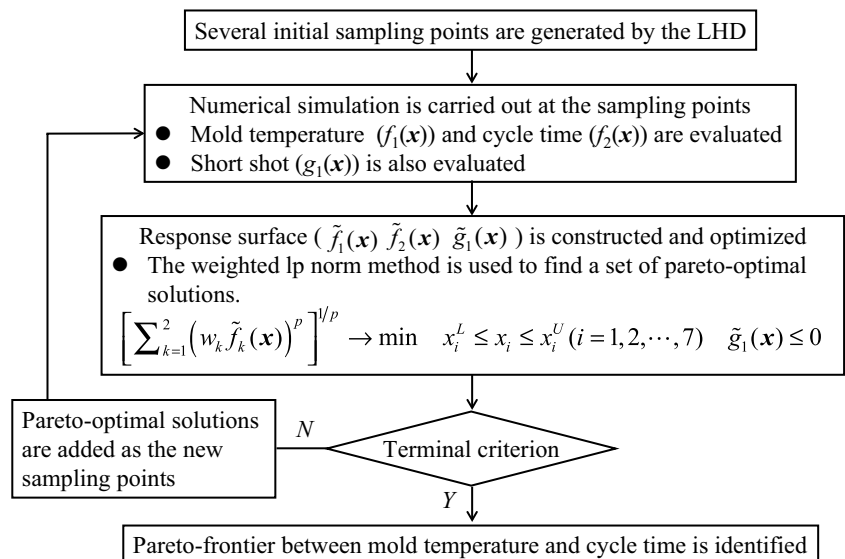 Several initial sampling points are generated by the LHD
Numerical simulation is carried out at the sampling points
● Mold temperature (f₁(x)) and cycle time (f₂(x)) are evaluated
● Short shot (g₁(x)) is also evaluated
Response surface ( f̃₁(x) f̃₂(x) g̃₁(x) ) is constructed and optimized
● The weighted lp norm method is used to find a set of pareto-optimal
solutions.
[∑ₖ₌₁² (wₖ f̃ₖ(x))ᵖ]^{1/p} → min xᵢᴸ ≤ xᵢ ≤ xᵢᵁ (i = 1, 2, ⋯, 7) g̃₁(x) ≤ 0
Pareto-optimal solutions
are added as the new
sampling points
N
Terminal criterion
Y
Pareto-frontier between mold temperature and cycle time is identified